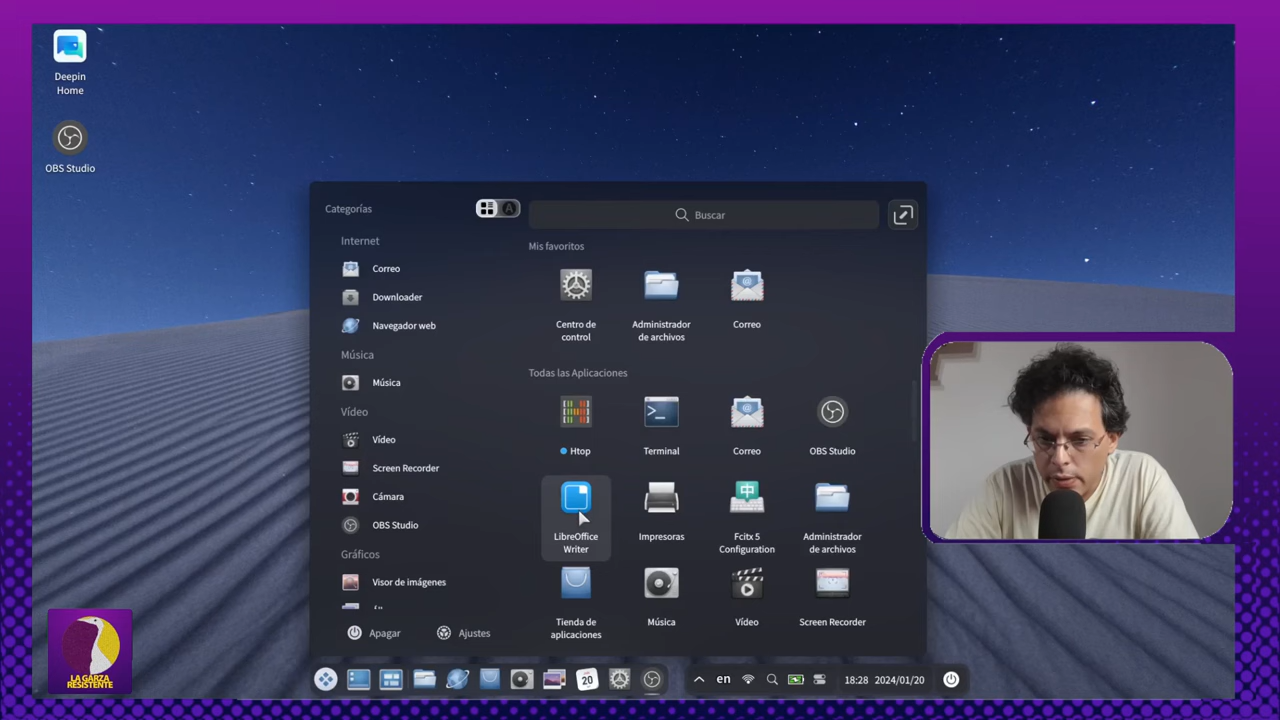 Deepin
Home
OBS Studio
Categorías
A
Buscar
Internet
Correo
Downloader
Navegador web
Música
Música
Vídeo
Vídeo
Screen Recorder
Cámara
OBS Studio
Gráficos
Visor de imágenes
Apagar
Ajustes
Mis favoritos
Centro de
control
Administrador
de archivos
Correo
Todas las Aplicaciones
Htop
Terminal
Correo
OBS Studio
LibreOffice
Writer
Impresoras
中
Fcitx 5
Configuration
Administrador
de archivos
Tienda de
aplicaciones
Música
Vídeo
Screen Recorder
20
en
18:28 2024/01/20
LA GARZA
RESISTENTE